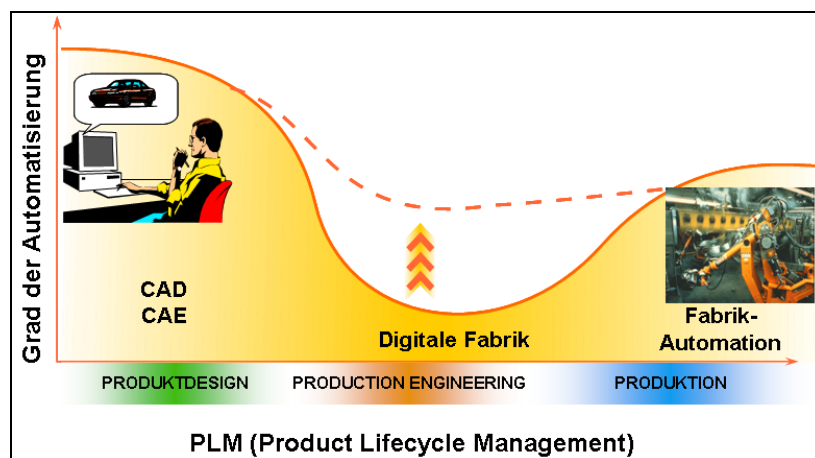 Grad der Automatisierung
CAD
CAE
Digitale Fabrik
Fabrik-
Automation
PRODUKTDESIGN
PRODUCTION ENGINEERING
PRODUKTION
PLM (Product Lifecycle Management)